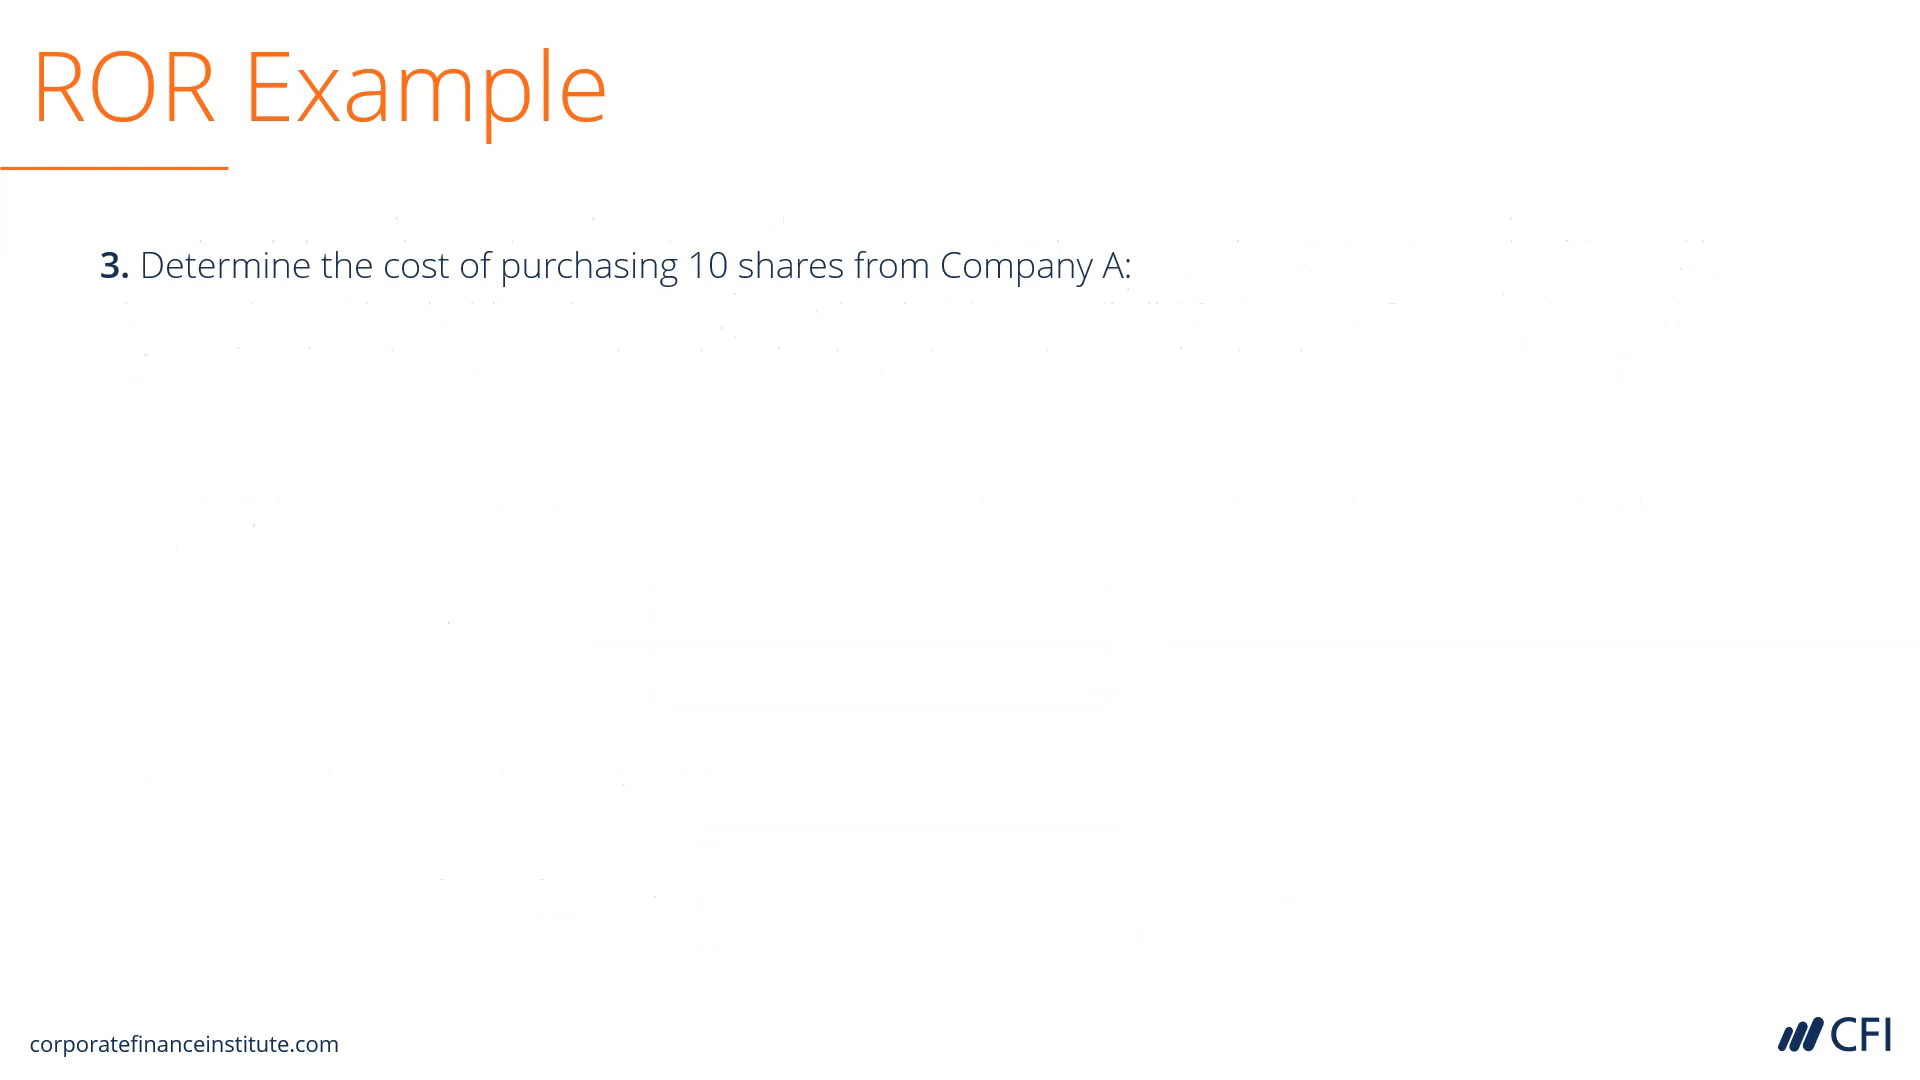 ROR Example
3. Determine the cost of purchasing 10 shares from Company A:
corporatefinanceinstitute.com
CFI